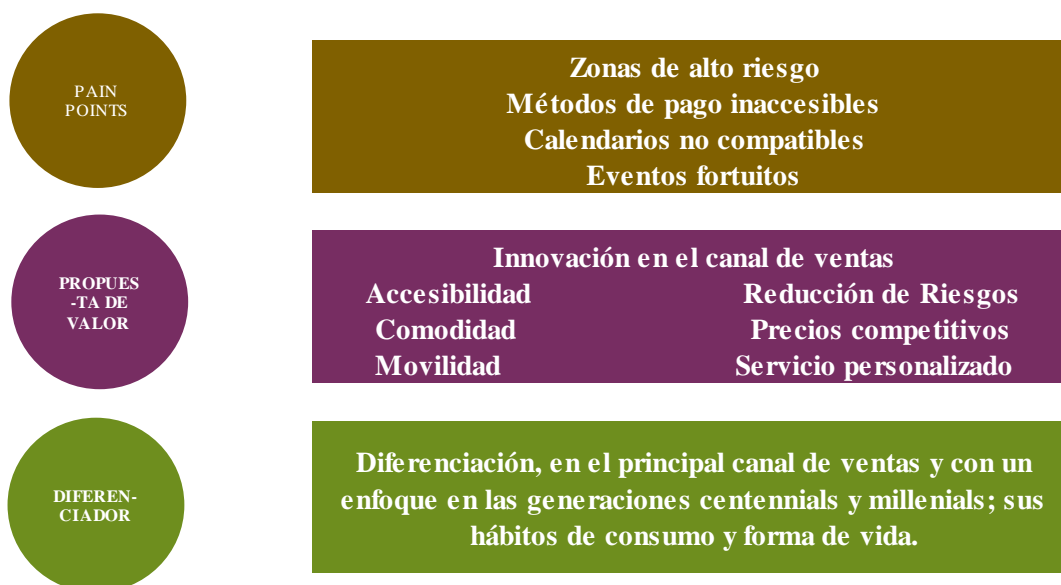 PAIN
POINTS
Zonas de alto riesgo
Métodos de pago inaccesibles
Calendarios no compatibles
Eventos fortuitos
PROPUES
-TA DE
VALOR
Innovación en el canal de ventas
Accesibilidad Reducción de Riesgos
Comodidad Precios competitivos
Movilidad Servicio personalizado
DIFEREN-
CIADOR
Diferenciación, en el principal canal de ventas y con un
enfoque en las generaciones centennials y millenials; sus
hábitos de consumo y forma de vida.